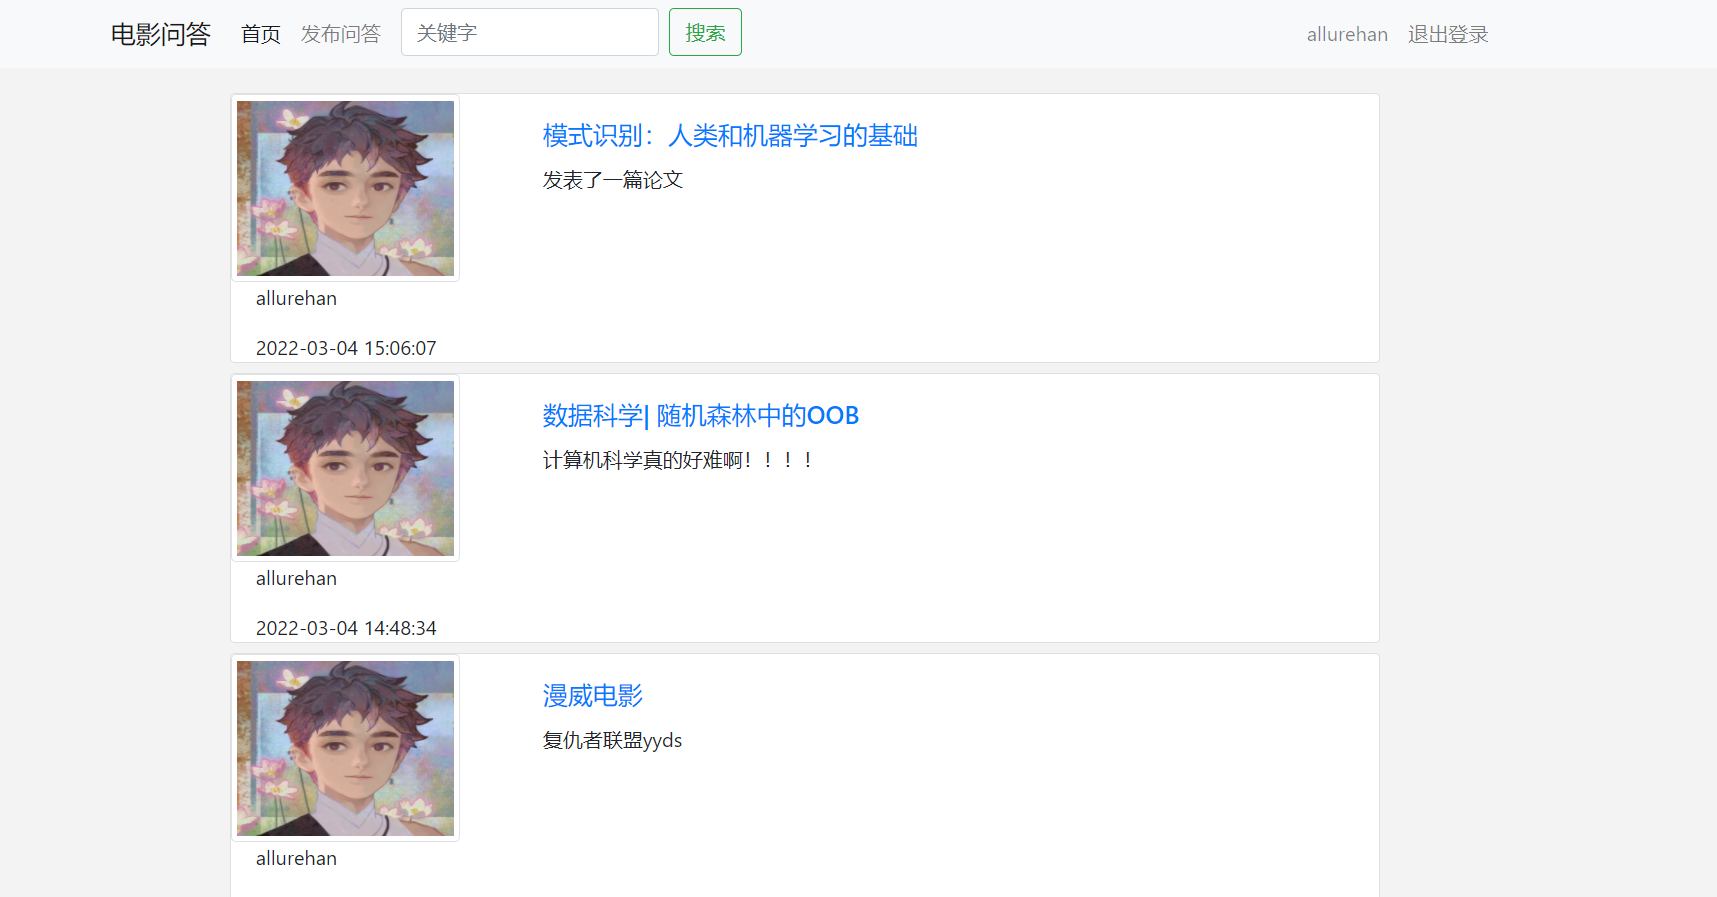 电影问答 首页 发布问答 关键字 搜索 allurehan 退出登录
模式识别：人类和机器学习的基础
发表了一篇论文
allurehan
2022-03-04 15:06:07
数据科学| 随机森林中的OOB
计算机科学真的好难啊！！！！
allurehan
2022-03-04 14:48:34
漫威电影
复仇者联盟yyds
allurehan